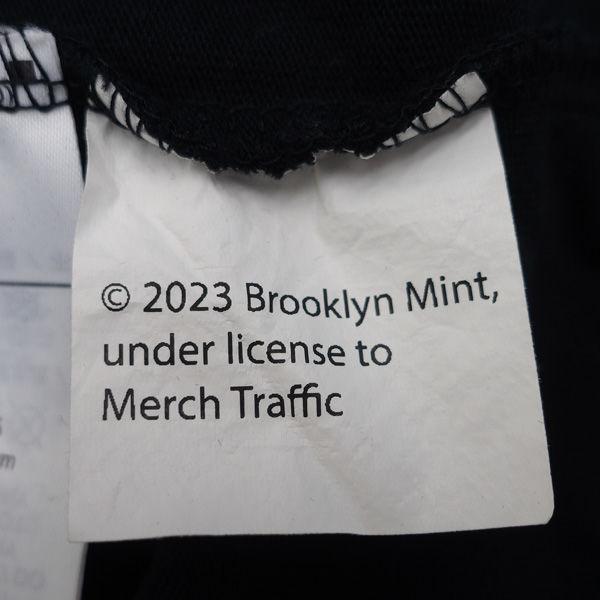 © 2023 Brooklyn Mint,
under license to
Merch Traffic